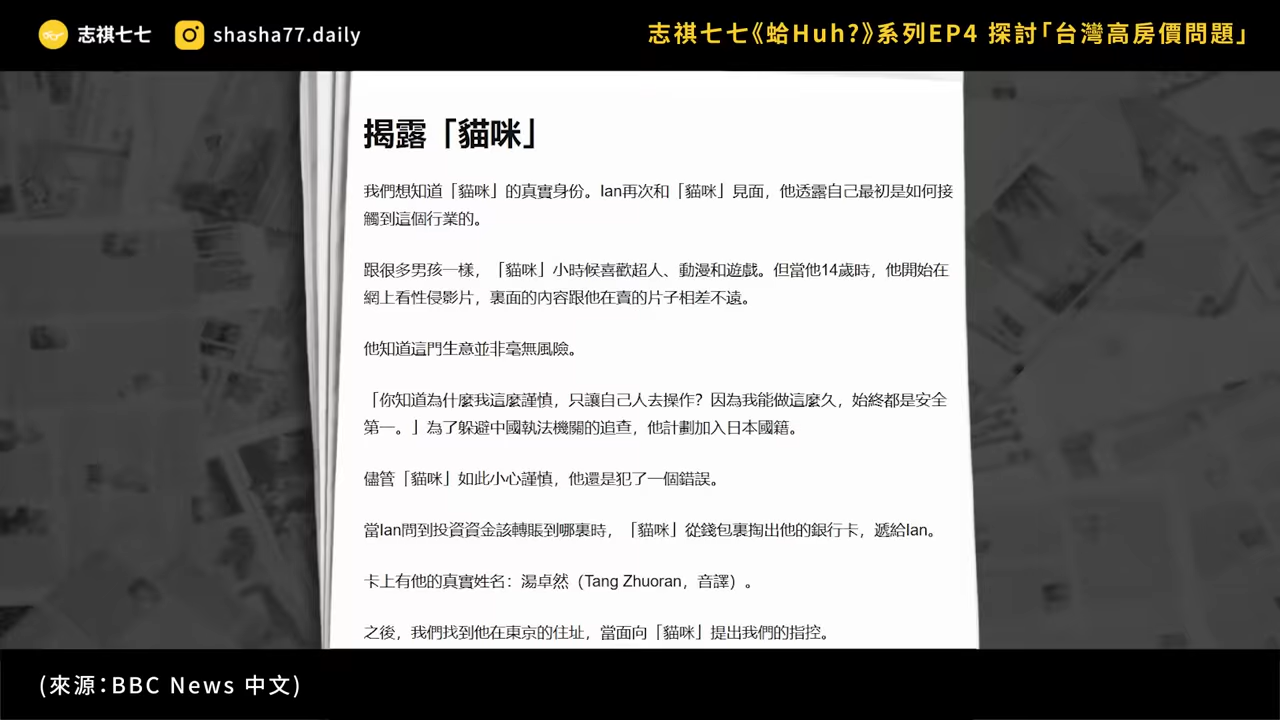 志祺七七 shasha77.daily
志祺七七《蛤Huh?》系列EP4 探討「台灣高房價問題」
揭露「貓咪」
我們想知道「貓咪」的真實身份。Ian再次和「貓咪」見面，他透露自己最初是如何接
觸到這個行業的。
跟很多男孩一樣，「貓咪」小時候喜歡超人、動漫和遊戲。但當他14歲時，他開始在
網上看性侵影片，裏面的內容跟他在賣的片子相差不遠。
他知道這門生意並非毫無風險。
「你知道為什麼我這麼謹慎，只讓自己人去操作？因為我能做這麼久，始終都是安全
第一。」為了躲避中國執法機關的追查，他計劃加入日本國籍。
儘管「貓咪」如此小心謹慎，他還是犯了一個錯誤。
當Ian問到投資資金該轉賬到哪裏時，「貓咪」從錢包裏掏出他的銀行卡，遞給Ian。
卡上有他的真實姓名：湯卓然（Tang Zhuoran，音譯）。
之後，我們找到他在東京的住址，當面向「貓咪」提出我們的指控。
(來源：BBC News 中文)